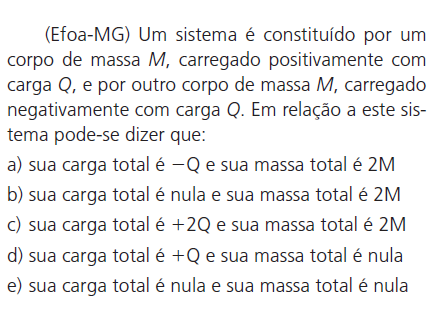 (Efoa-MG) Um sistema é constituído por um
corpo de massa M, carregado positivamente com
carga Q, e por outro corpo de massa M, carregado
negativamente com carga Q. Em relação a este sis-
tema pode-se dizer que:
a) sua carga total é −Q e sua massa total é 2M
b) sua carga total é nula e sua massa total é 2M
c) sua carga total é +2Q e sua massa total é 2M
d) sua carga total é +Q e sua massa total é nula
e) sua carga total é nula e sua massa total é nula